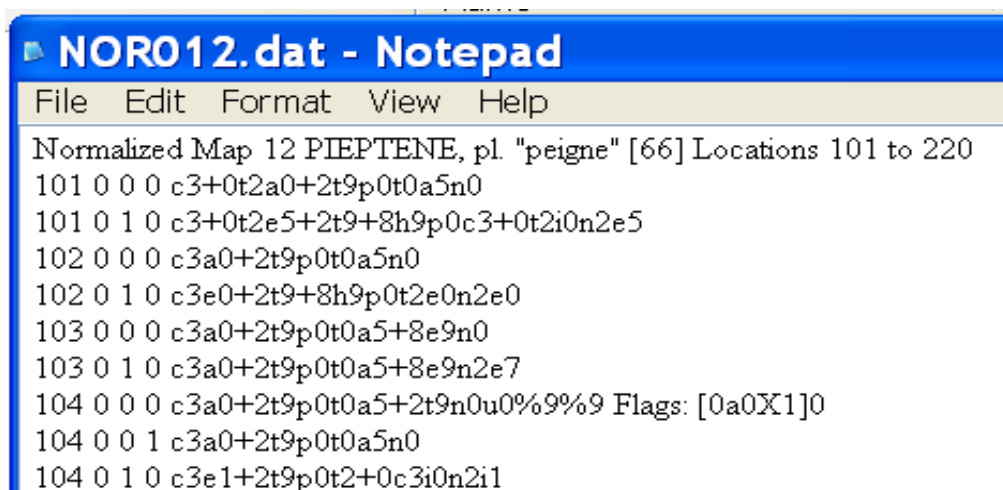 NOR012.dat - Notepad
File Edit Format View Help
Normalized Map 12 PIEPTENE, pl. "peigne" [66] Locations 101 to 220
101 0 0 0 c3+0t2a0+2t9p0t0a5n0
101 0 1 0 c3+0t2e5+2t9+8h9p0c3+0t2i0n2e5
102 0 0 0 c3a0+2t9p0t0a5n0
102 0 1 0 c3e0+2t9+8h9p0t2e0n2e0
103 0 0 0 c3a0+2t9p0t0a5+8e9n0
103 0 1 0 c3a0+2t9p0t0a5+8e9n2e7
104 0 0 0 c3a0+2t9p0t0a5+2t9n0u0%9%9 Flags: [0a0X1]0
104 0 0 1 c3a0+2t9p0t0a5n0
104 0 1 0 c3e1+2t9p0t2+0c3i0n2i1